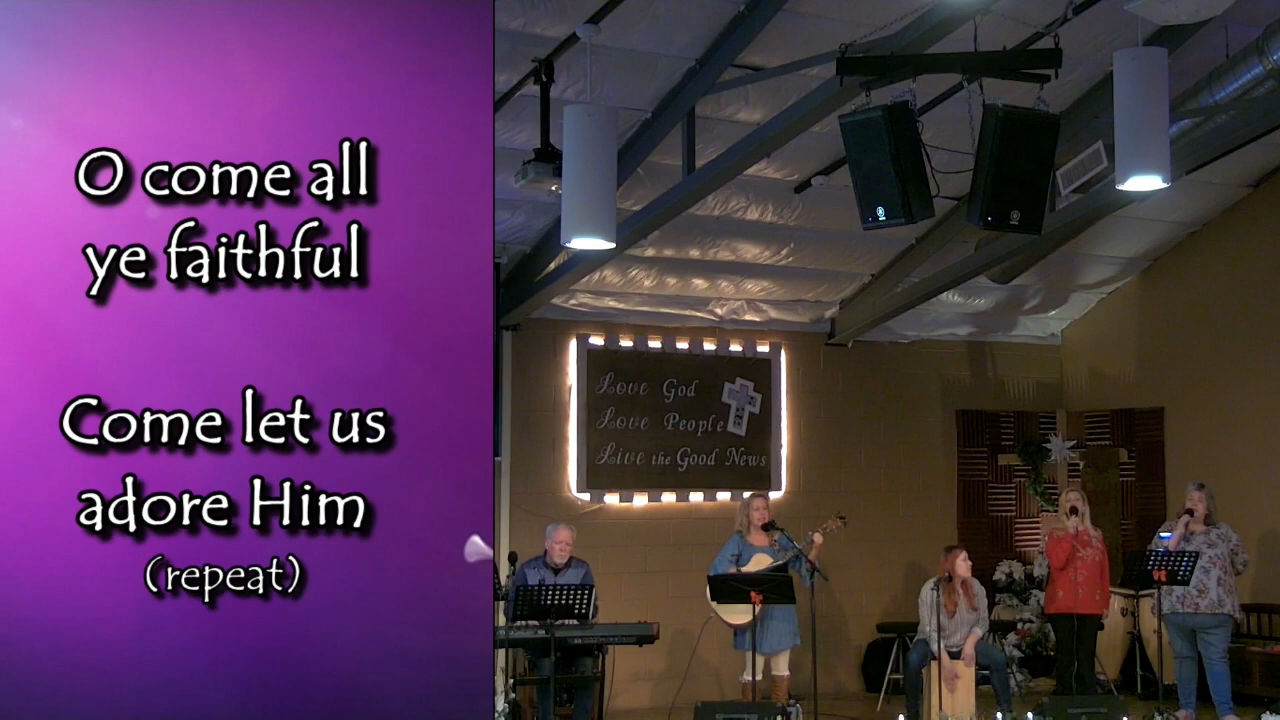 O come all
ye faithful
Come let us
adore Him
(repeat)
Love God
Love People
Live the Good News